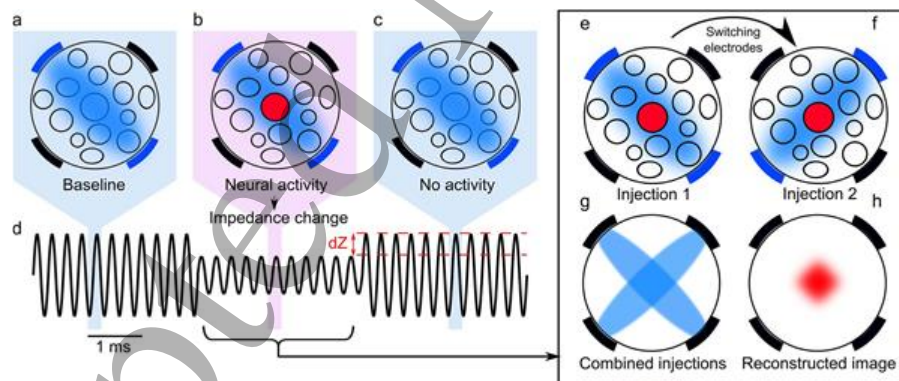 a
b
c
Baseline
Neural activity
No activity
Impedance change
d
dZ
1 ms
e
Switching
electrodes
f
Injection 1
Injection 2
g
h
Combined injections
Reconstructed image